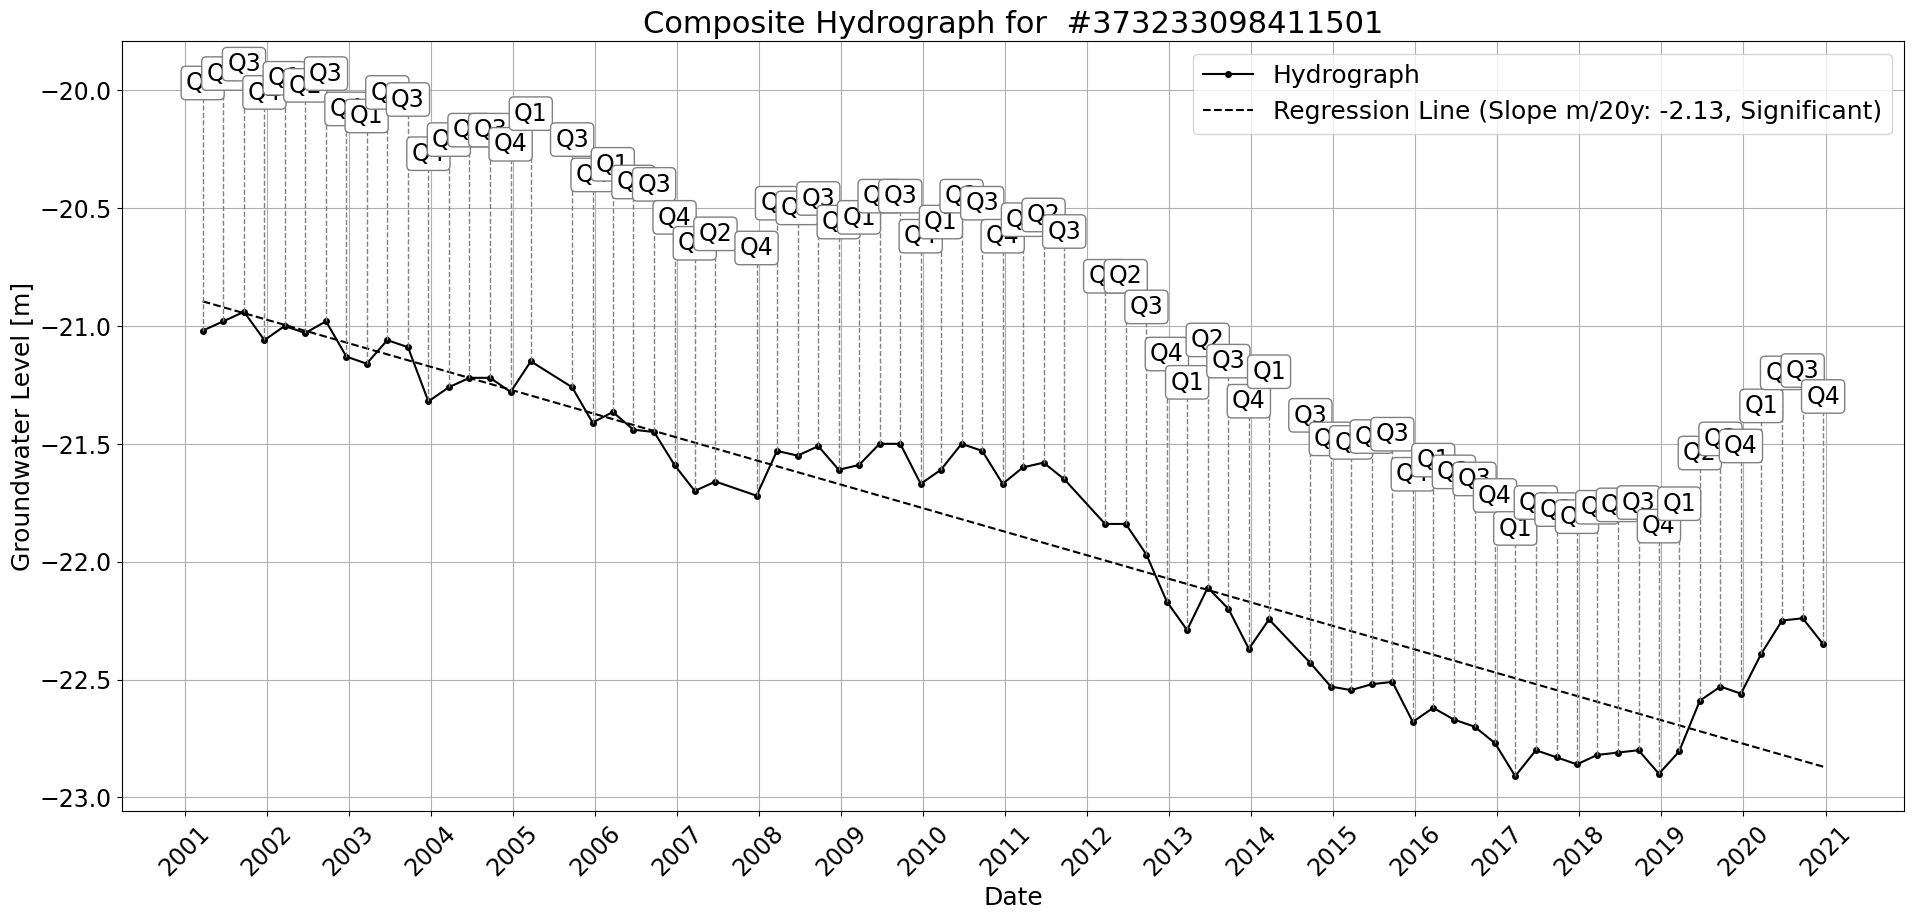 Composite Hydrograph for #373233098411501
Hydrograph
Regression Line (Slope m/20y: -2.13, Significant)
Groundwater Level [m]
−20.0
−20.5
−21.0
−21.5
−22.0
−22.5
−23.0
Q3
Q3
Q1
Q3
Q4
Q1
Q3
Q1
Q3
Q4
Q2
Q4
Q3
Q1
Q3
Q1
Q3
Q4
Q2
Q3
Q2
Q3
Q4
Q1
Q2
Q3
Q4
Q1
Q3
Q3
Q1
Q3
Q4
Q1
Q3
Q4
Q1
Q2
Q4
Q1
Q3
Q4
2001
2002
2003
2004
2005
2006
2007
2008
2009
2010
2011
2012
2013
2014
2015
2016
2017
2018
2019
2020
2021
Date